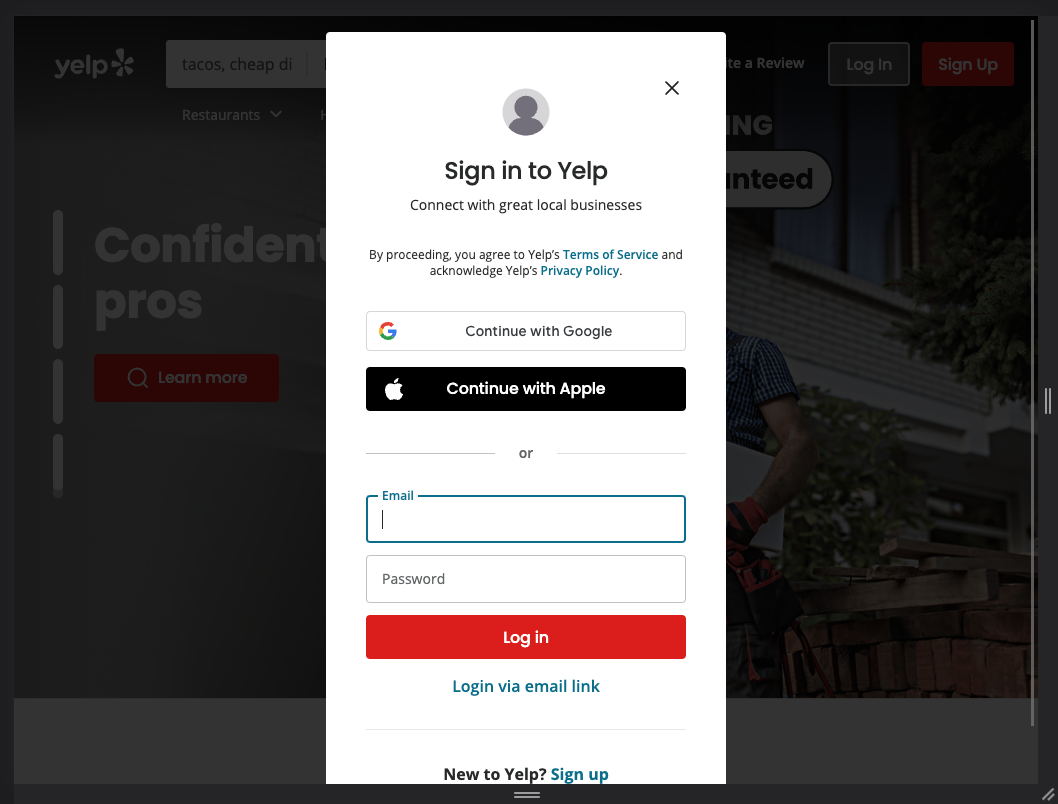 yelp
tacos, cheap di
te a Review
Log In
Sign Up
Restaurants
NG
nteed
Confident
pros
Learn more
Sign in to Yelp
Connect with great local businesses
By proceeding, you agree to Yelp's Terms of Service and
acknowledge Yelp's Privacy Policy.
Continue with Google
Continue with Apple
or
Email
Password
Log in
Login via email link
New to Yelp? Sign up